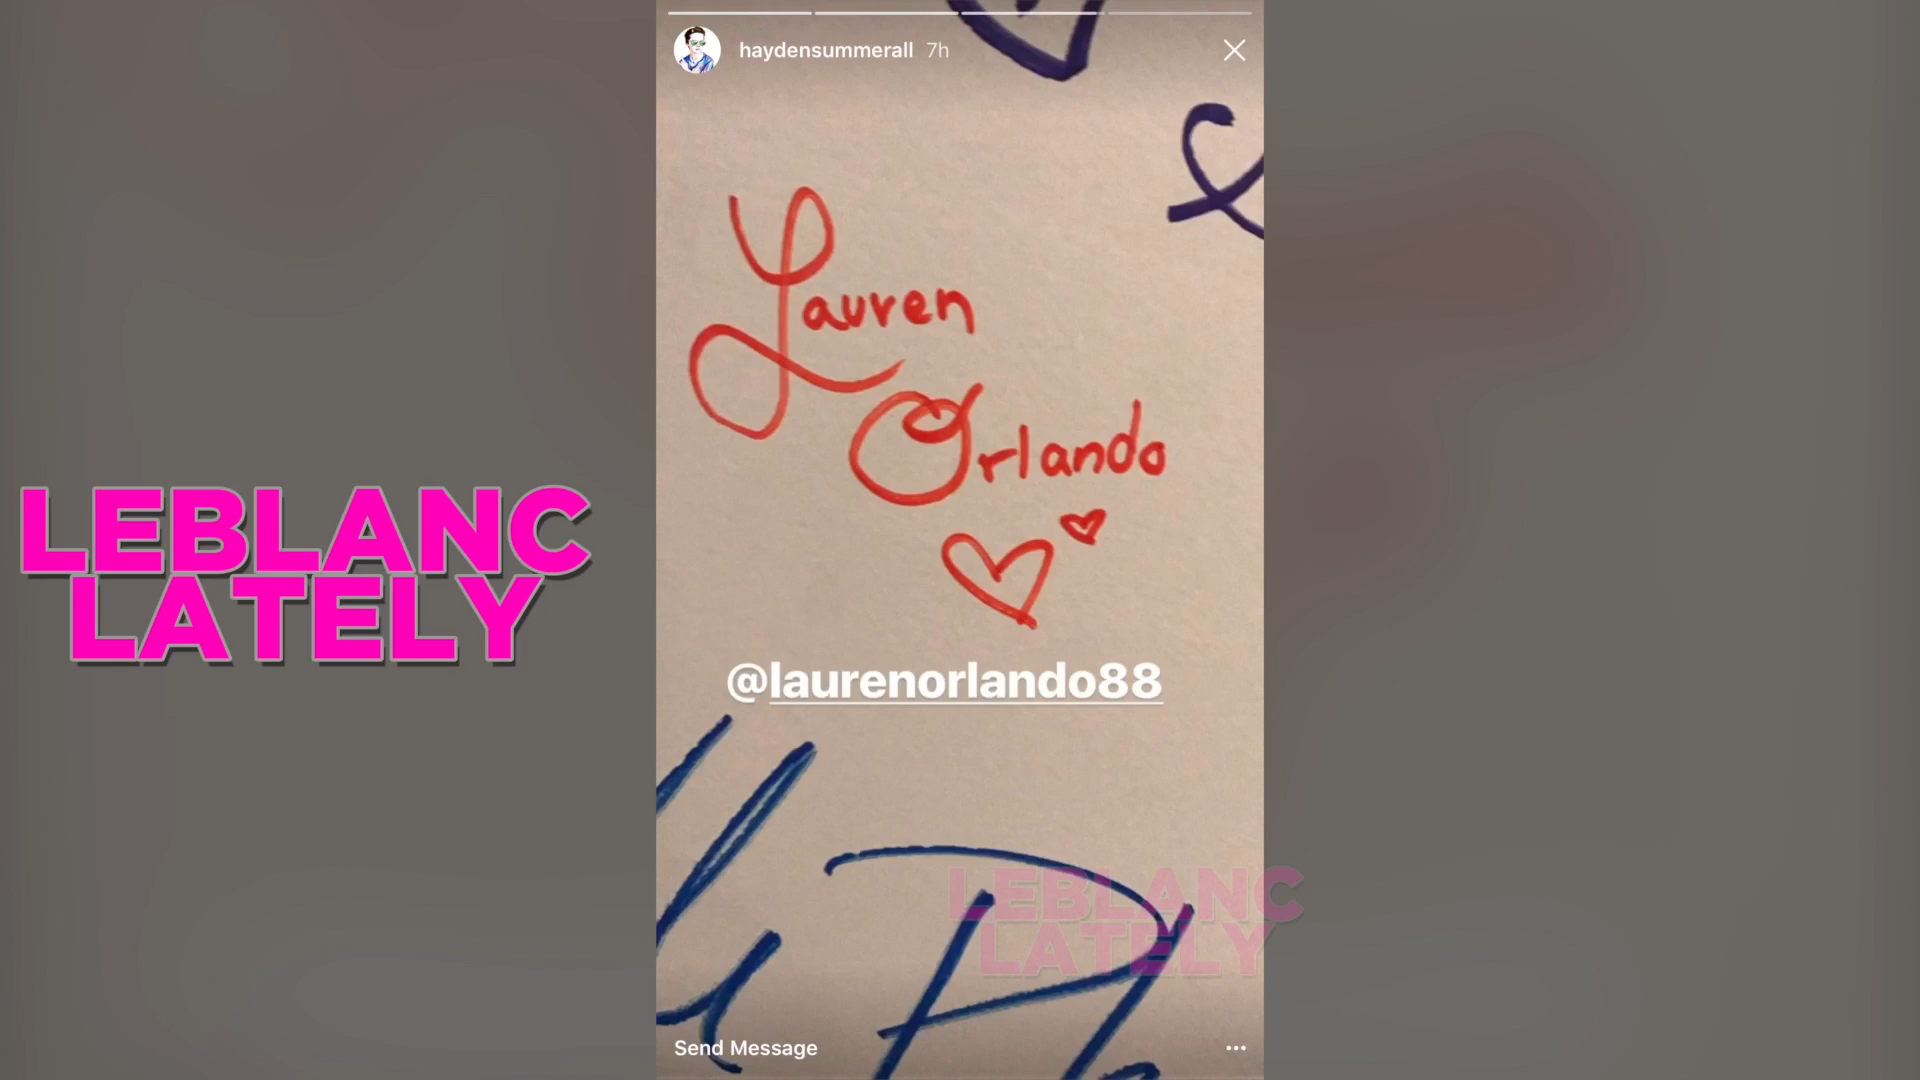 haydensummerall 7h
Lauren
Orlando
@laurenorlando88
LEBLANC
LATELY
LEBLANC
LATELY
Send Message